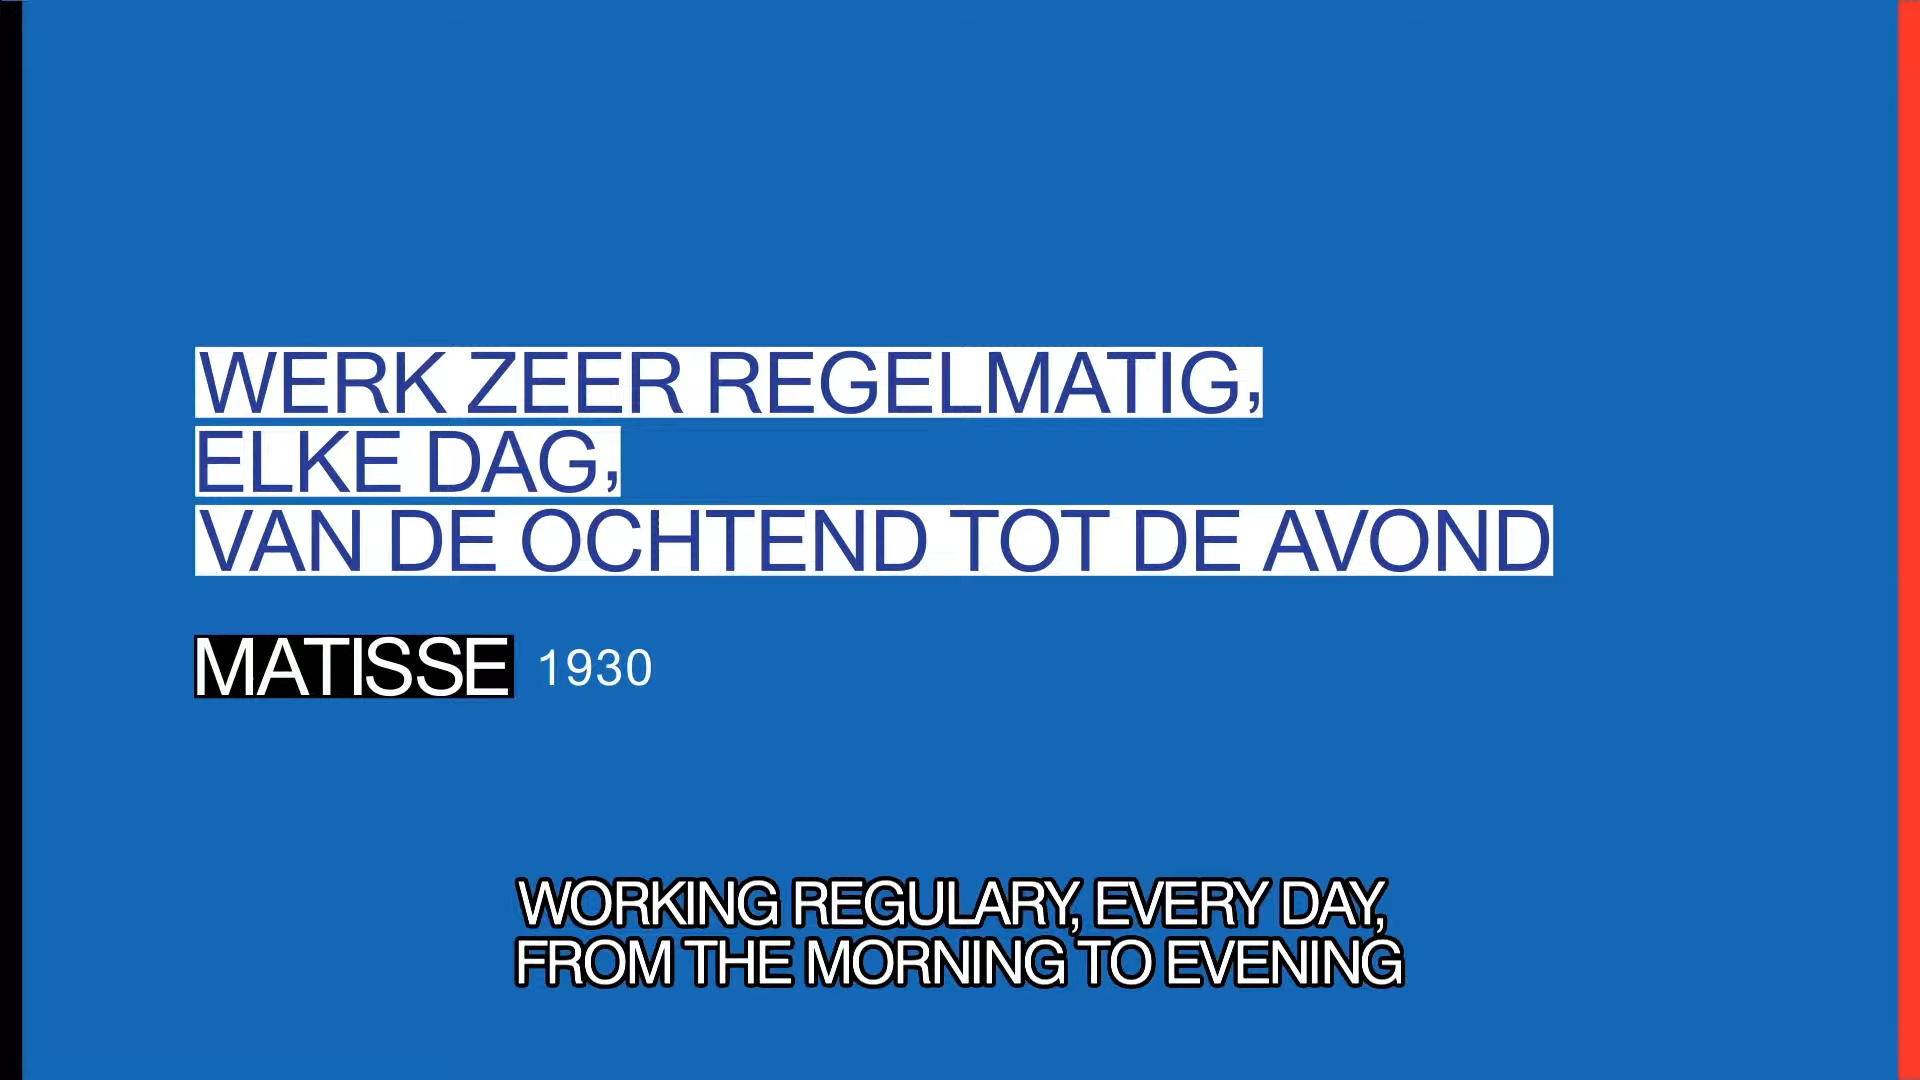 WERK ZEER REGELMATIG,
ELKE DAG,
VAN DE OCHTEND TOT DE AVOND
MATISSE 1930
WORKING REGULARY, EVERY DAY,
FROM THE MORNING TO EVENING